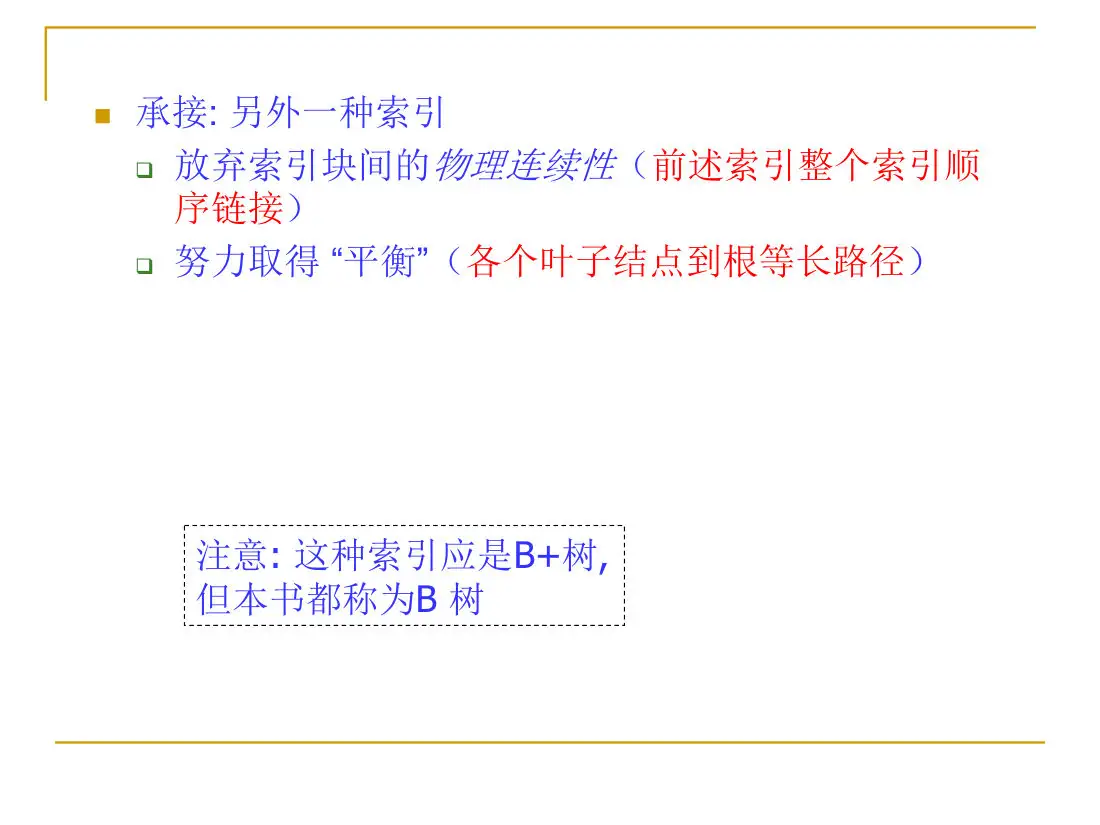 承接: 另外一种索引
放弃索引块间的物理连续性（前述索引整个索引顺
序链接）
努力取得 “平衡”（各个叶子结点到根等长路径）
注意: 这种索引应是B+树,
但本书都称为B 树